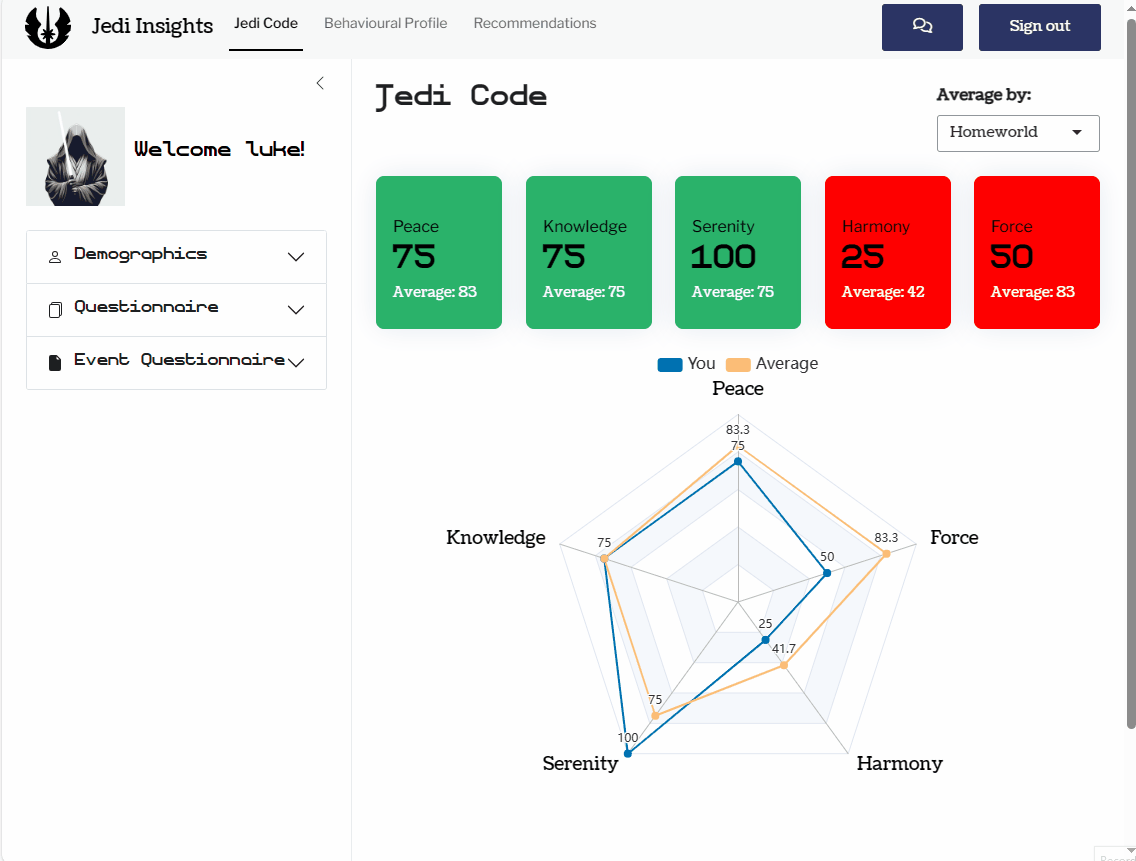 Jedi Insights
Jedi Code
Behavioural Profile
Recommendations
Sign out
Welcome luke!
Demographics
Questionnaire
Event Questionnaire
Jedi Code
Average by:
Homeworld
Peace
75
Average: 83
Knowledge
75
Average: 75
Serenity
100
Average: 75
Harmony
25
Average: 42
Force
50
Average: 83
You
Average
Peace
83.3
75
Knowledge
75
Force
83.3
50
25
41.7
75
100
Serenity
Harmony